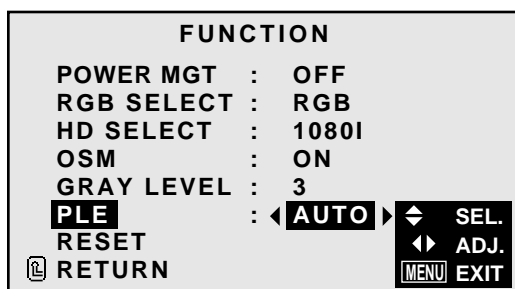 FUNCTION
POWER MGT : OFF
RGB SELECT : RGB
HD SELECT : 1080I
OSM : ON
GRAY LEVEL : 3
PLE : AUTO SEL.
RESET ADJ.
RETURN MENU EXIT